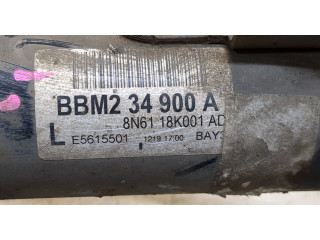 BBM2 34 900 A
8N61 18K001 AD
L E5615501 1219 17:00 BAY3